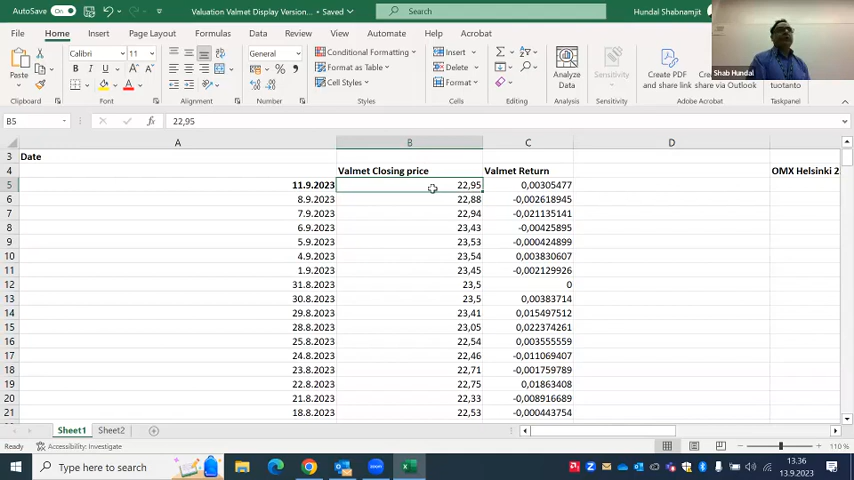 AutoSave On Valuation Valmet Display Version... • Saved Search Hundal Shabnamjit
File Home Insert Page Layout Formulas Data Review View Automate Help Acrobat
Calibri 11 General Conditional Formatting Insert
Paste Format as Table Delete Analyze Data Sensitivity Create PDF and Share link
B I U % Cell Styles Format share via Outlook tuotanto
Clipboard Font Alignment Number Styles Cells Editing Analysis Sensitivity Adobe Acrobat Taskpanel
Shab Hundal
B5 fx 22,95
A B C D
3 Date
4 Valmet Closing price Valmet Return OMX Helsinki 2
5 11.9.2023 22,95 0,00305477
6 8.9.2023 22,88 -0,002618945
7 7.9.2023 22,94 -0,021135141
8 6.9.2023 23,43 -0,00425895
9 5.9.2023 23,53 -0,000424899
10 4.9.2023 23,54 0,003830607
11 1.9.2023 23,45 -0,002129926
12 31.8.2023 23,5 0
13 30.8.2023 23,5 0,00383714
14 29.8.2023 23,41 0,015497512
15 28.8.2023 23,05 0,022374261
16 25.8.2023 22,54 0,003555559
17 24.8.2023 22,46 -0,011069407
18 23.8.2023 22,71 -0,001759789
19 22.8.2023 22,75 0,01863408
20 21.8.2023 22,33 -0,008916689
21 18.8.2023 22,53 -0,000443754
Sheet1 Sheet2
Ready Accessibility: Investigate 110 %
Type here to search 13.36
13.9.2023